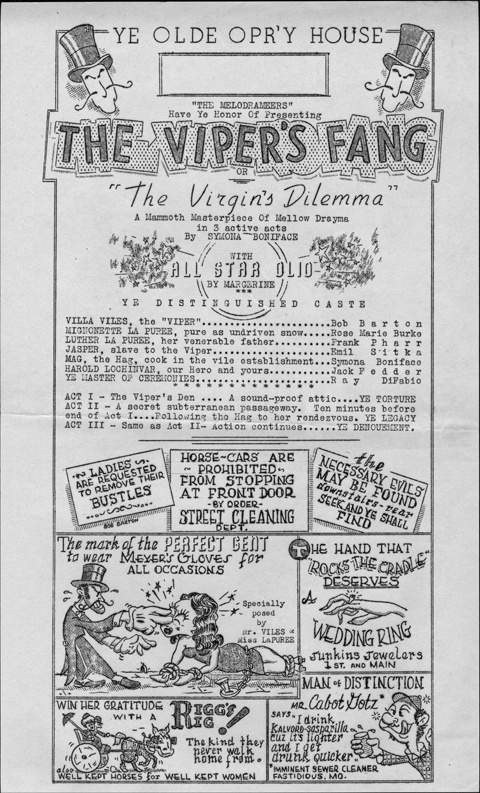 YE OLDE OPR'Y HOUSE
"THE MELODRAMEERS"
Have Ye Honor Of Presenting
THE VIPER'S FANG
OR
"The Virgin's Dilemma"
A Mammoth Masterpiece Of Mellow Drayma
in 3 active acts
By SYMONA BONIFACE
WITH
ALL STAR OLIO
BY MARGERINE
***
YE DISTINGUISHED CASTE
VILLA VILES, the "VIPER".......................Bob Barton
MIGNONETTE LA PUREE, pure as undriven snow.....Rose Marie Burke
LUTHER LA PUREE, her venerable father..........Frank Pharr
JASPER, slave to the Viper.....................Emil Sitka
MAG, the Hag, cook in the vile establishment...Symona Boniface
HAROLD LOCHINVAR, our Hero and yours...........Jack Fedder
YE MASTER OF CEREMONIES........................Ray DiFabio
ACT I - The Viper's Den .... A sound-proof attic....YE TORTURE
ACT II - A secret subterranean passageway. Ten minutes before
end of Act I....Following the Hag to her rendezvous. YE LEGACY
ACT III - Same as Act II- Action continues......YE DENOUEMENT.
LADIES
ARE REQUESTED
TO REMOVE THEIR
BUSTLES
BOB BARTON
HORSE-CARS ARE
PROHIBITED
FROM STOPPING
AT FRONT DOOR
-BY ORDER-
STREET CLEANING
DEPT.
the
NECESSARY EVILS
MAY BE FOUND
downstairs-rear
SEEK AND YE SHALL
FIND
The mark of the PERFECT GENT
to wear MEYER'S GLOVES for
ALL OCCASIONS
Specially
posed
by
Mr. VILES &
Miss LaPUREE
THE HAND THAT
"ROCKS THE CRADLE"
DESERVES
A
WEDDING RING
Junkins Jewelers
1ST. AND MAIN
WIN HER GRATITUDE
WITH A
RIGG'S
RIG!
The kind they
never walk
home from.
also
WELL KEPT HORSES for WELL KEPT WOMEN
MAN of DISTINCTION
MR. Cabot Gotz*
SAYS- "I drink
KALVORD-sasparilla
cuz it's lighter
and I get
drunk quicker."
*IMMINENT SEWER CLEANER
FASTIDIOUS, MO.